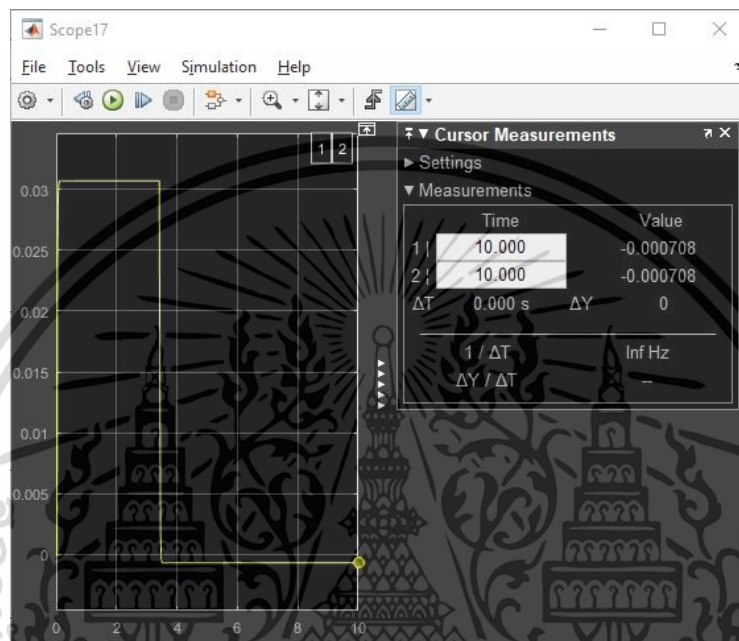 Scope17
File Tools View Simulation Help
1 2
Cursor Measurements
Settings
Measurements
Time Value
1 10.000 -0.000708
2 10.000 -0.000708
ΔT 0.000 s ΔY 0
1 / ΔT Inf Hz
ΔY / ΔT --
0.03
0.025
0.02
0.015
0.01
0.005
0
0 2 4 6 8 10